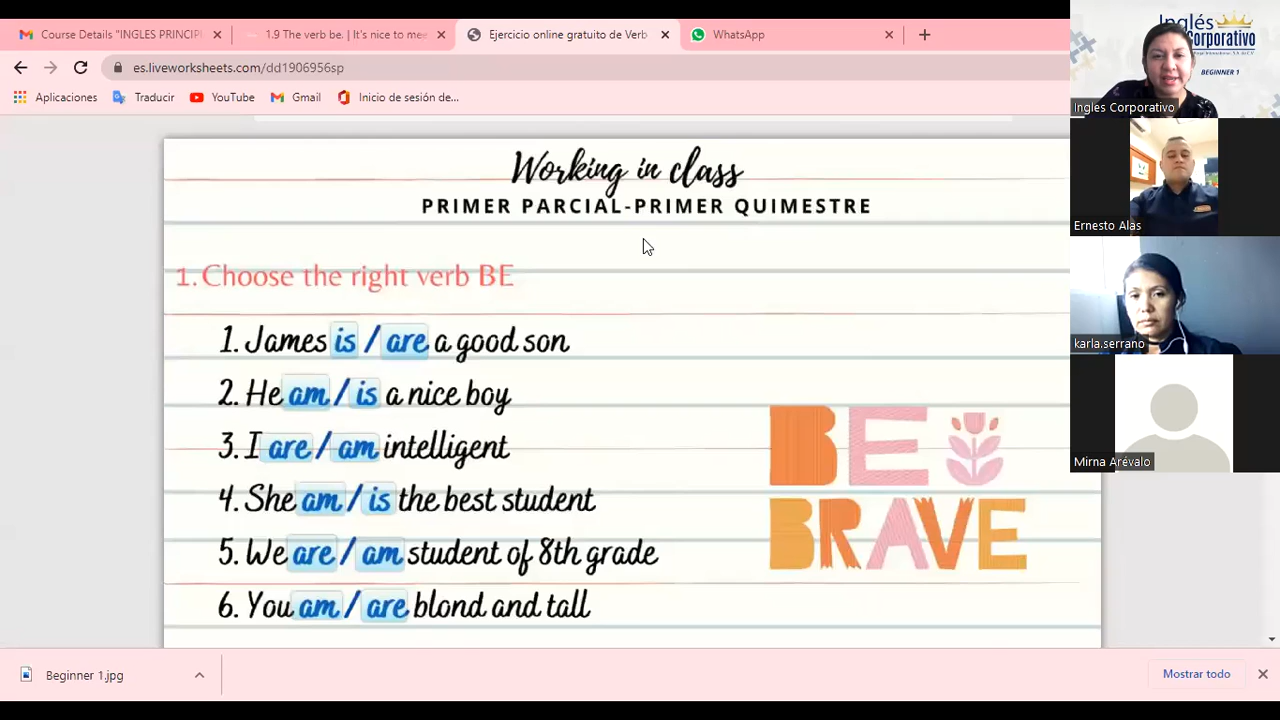 Course Details "INGLES PRINCIPI
1.9 The verb be. | It's nice to mee
Ejercicio online gratuito de Verb
WhatsApp
es.liveworksheets.com/dd1906956sp
Aplicaciones
Traducir
YouTube
Gmail
Inicio de sesión de...
Working in class
PRIMER PARCIAL-PRIMER QUIMESTRE
1. Choose the right verb BE
1. James is / are a good son
2. He am / is a nice boy
3. I are / am intelligent
4. She am / is the best student
5. We are / am student of 8th grade
6. You am / are blond and tall
BE
BRAVE
Beginner 1.jpg
Mostrar todo
Inglés
Corporativo
BEGINNER 1
Ingles Corporativo
Ernesto Alas
karla.serrano
Mirna Arévalo